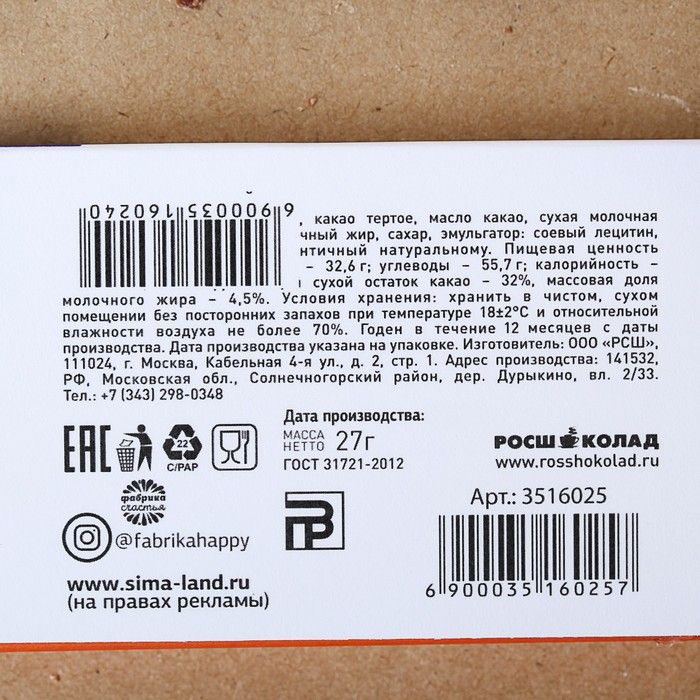 6 900035 160240
, какао тертое, масло какао, сухая молочная
чный жир, сахар, эмульгатор: соевый лецитин,
нтичный натуральному. Пищевая ценность
– 32,6 г; углеводы – 55,7 г; калорийность –
сухой остаток какао – 32%, массовая доля
молочного жира – 4,5%. Условия хранения: хранить в чистом, сухом
помещении без посторонних запахов при температуре 18±2°С и относительной
влажности воздуха не более 70%. Годен в течение 12 месяцев с даты
производства. Дата производства указана на упаковке. Изготовитель: ООО «РСШ»,
111024, г. Москва, Кабельная 4-я ул., д. 2, стр. 1. Адрес производства: 141532,
РФ, Московская обл., Солнечногорский район, дер. Дурыкино, вл. 2/33.
Тел.: +7 (343) 298-0348
Дата производства:
МАССА НЕТТО 27г
ГОСТ 31721-2012
EAC
22
C/PAP
РОСШОКОЛАД
www.rosshokolad.ru
фабрика
счастья
@fabrikahappy
www.sima-land.ru
(на правах рекламы)
Арт.: 3516025
6 900035 160257